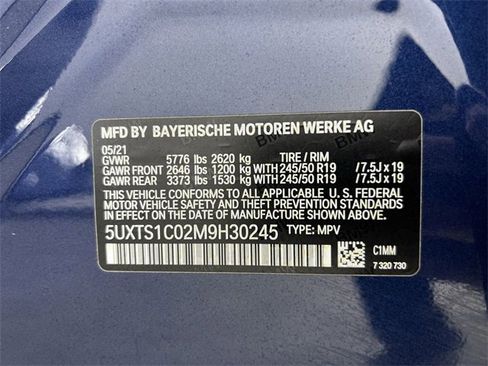 MFD BY BAYERISCHE MOTOREN WERKE AG
05/21
GVWR 5776 lbs 2620 kg TIRE / RIM
GAWR FRONT 2646 lbs 1200 kg WITH 245/50 R19 /7.5J x 19
GAWR REAR 3373 lbs 1530 kg WITH 245/50 R19 /7.5J x 19
THIS VEHICLE CONFORMS TO ALL APPLICABLE U. S. FEDERAL
MOTOR VEHICLE SAFETY, BUMPER, AND THEFT PREVENTION
STANDARDS IN EFFECT ON THE DATE OF MANUFACTURE SHOWN ABOVE.
5UXTS1C02M9H30245 TYPE: MPV
C1MM
7 320 730